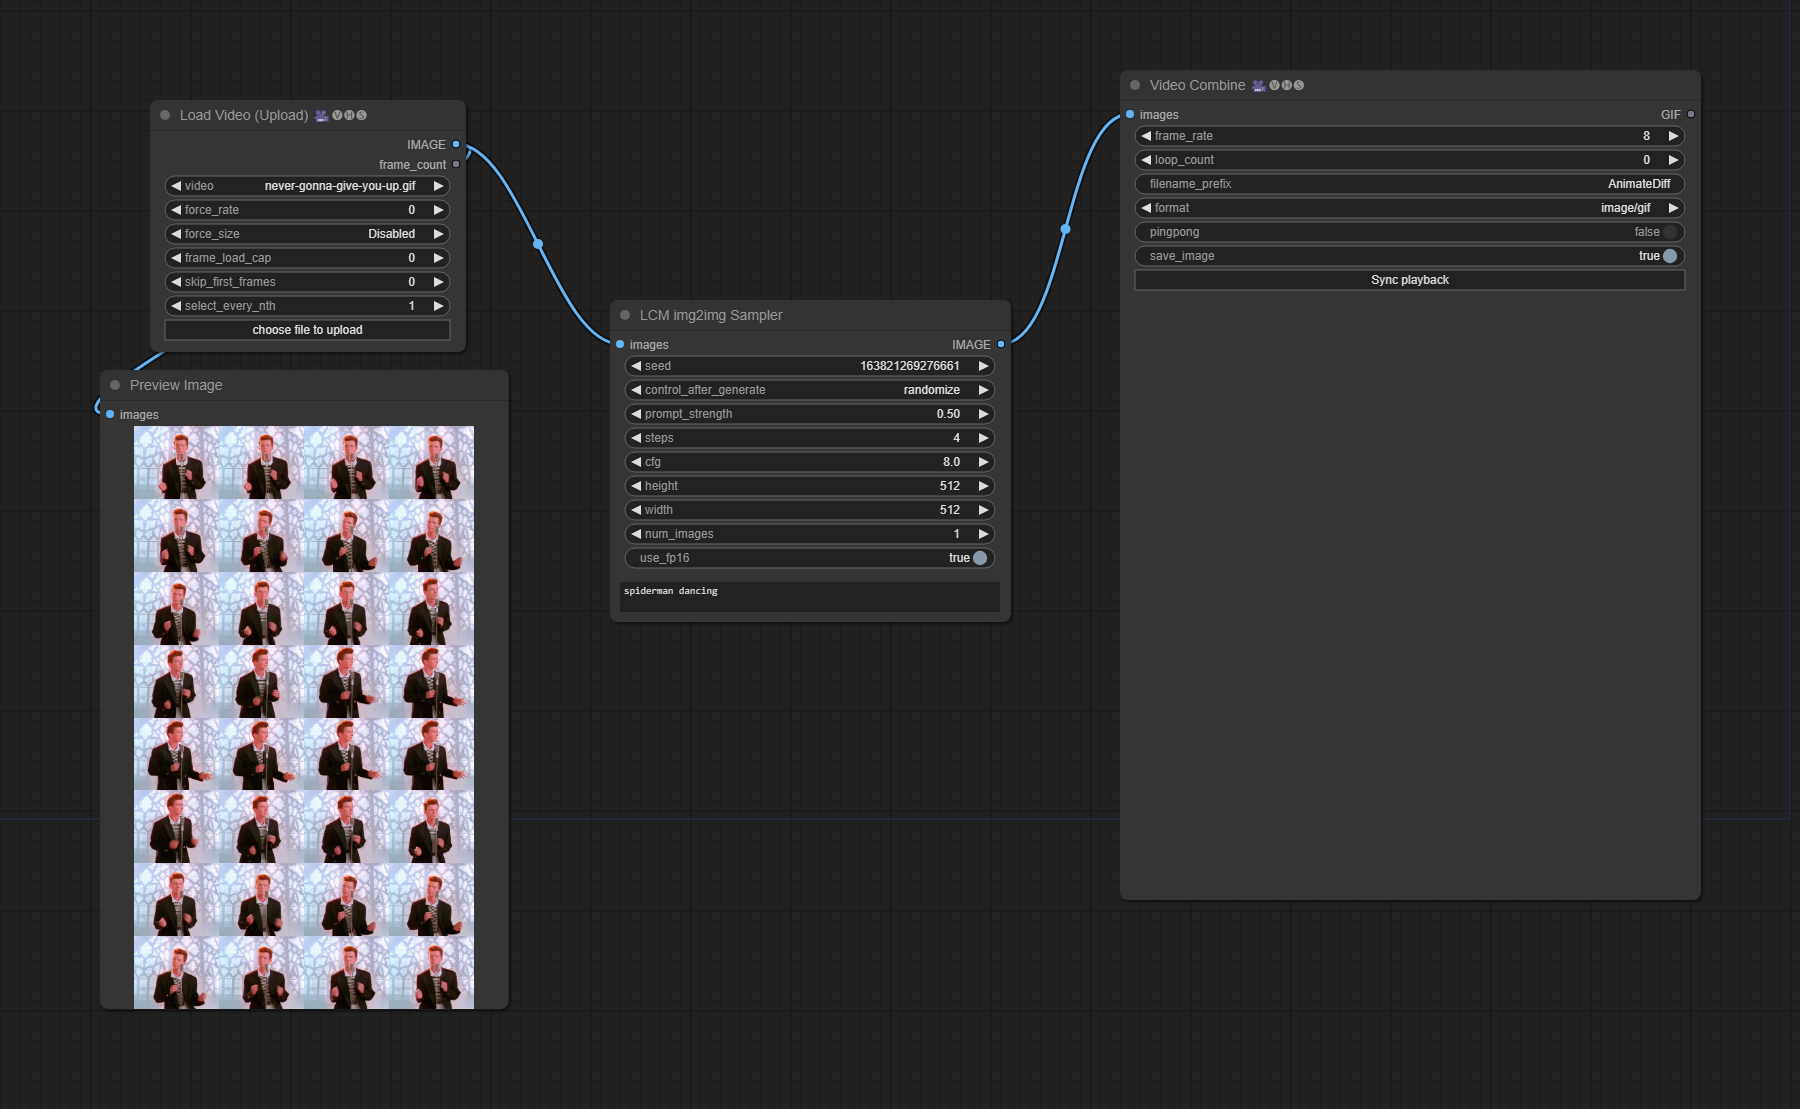 Load Video (Upload) 🎥🅥🅗🅢
IMAGE
frame_count
video never-gonna-give-you-up.gif
force_rate 0
force_size Disabled
frame_load_cap 0
skip_first_frames 0
select_every_nth 1
choose file to upload
Preview Image
images
LCM img2img Sampler
images IMAGE
seed 163821269276661
control_after_generate randomize
prompt_strength 0.50
steps 4
cfg 8.0
height 512
width 512
num_images 1
use_fp16 true
spiderman dancing
Video Combine 🎥🅥🅗🅢
images GIF
frame_rate 8
loop_count 0
filename_prefix AnimateDiff
format image/gif
pingpong false
save_image true
Sync playback